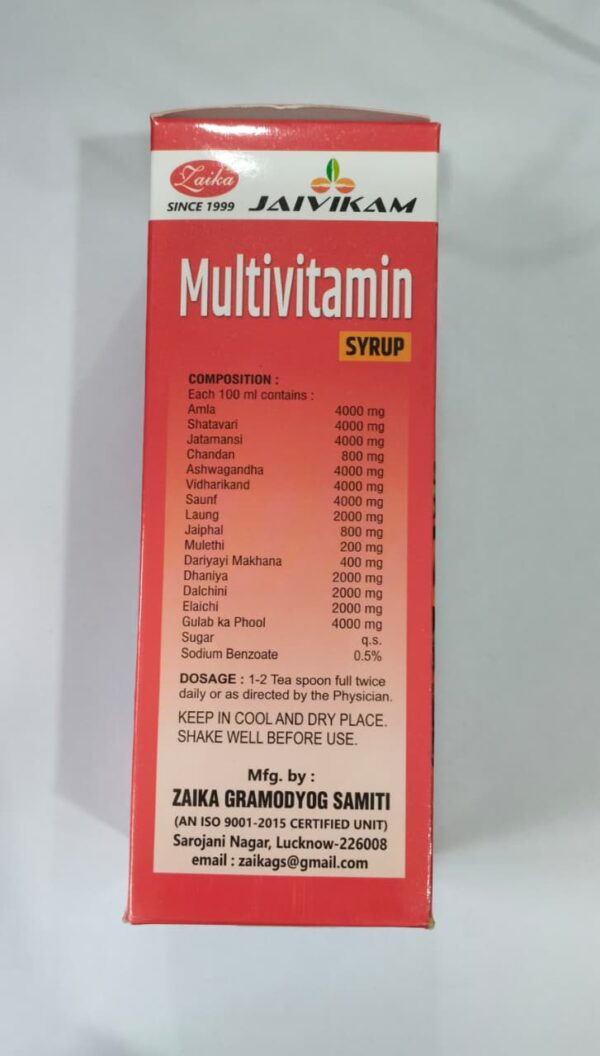 Zaika
SINCE 1999
JAIVIKAM
Multivitamin
SYRUP
COMPOSITION :
Each 100 ml contains :
Amla 4000 mg
Shatavari 4000 mg
Jatamansi 4000 mg
Chandan 800 mg
Ashwagandha 4000 mg
Vidharikand 4000 mg
Saunf 4000 mg
Laung 2000 mg
Jaiphal 800 mg
Mulethi 200 mg
Dariyayi Makhana 400 mg
Dhaniya 2000 mg
Dalchini 2000 mg
Elaichi 2000 mg
Gulab ka Phool 4000 mg
Sugar q.s.
Sodium Benzoate 0.5%
DOSAGE : 1-2 Tea spoon full twice
daily or as directed by the Physician.
KEEP IN COOL AND DRY PLACE.
SHAKE WELL BEFORE USE.
Mfg. by :
ZAIKA GRAMODYOG SAMITI
(AN ISO 9001-2015 CERTIFIED UNIT)
Sarojani Nagar, Lucknow-226008
email : zaikags@gmail.com